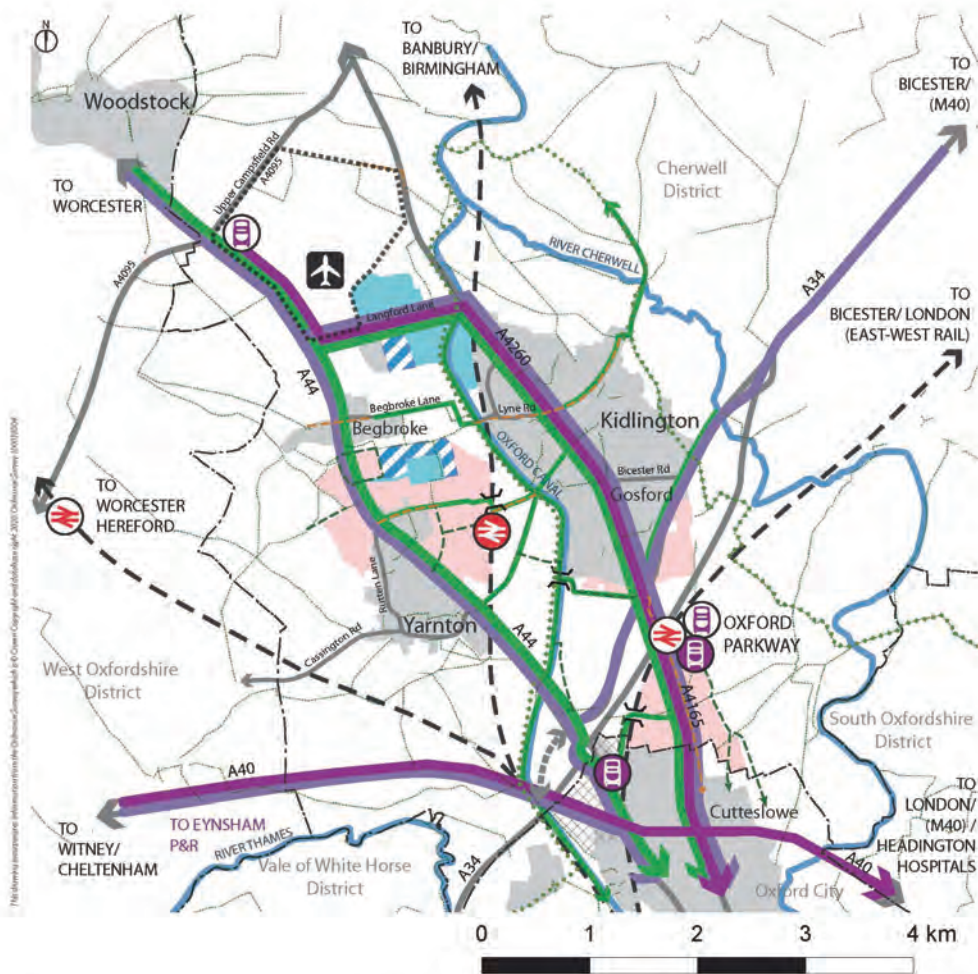 N
TO
BANBURY/
BIRMINGHAM
TO
BICESTER/
(M40)
Woodstock
Upper Campsfield Rd
A4095
Cherwell
District
TO
WORCESTER
RIVER CHERWELL
A34
A4095
TO
BICESTER/ LONDON
(EAST-WEST RAIL)
Langford Lane
A4260
A44
Begbroke Lane
Lyne Rd
Kidlington
Begbroke
OXFORD CANAL
Bicester Rd
Gosford
TO
WORCESTER
HEREFORD
Rutten Lane
Yarnton
OXFORD
PARKWAY
Cassington Rd
A44
West Oxfordshire
District
A4165
South Oxfordshire
District
A40
Cutteslowe
TO
WITNEY/
CHELTENHAM
TO EYNSHAM
P&R
RIVER THAMES
Vale of White Horse
District
A34
A40
Oxford City
TO
LONDON/
(M40) /
HEADINGTON
HOSPITALS
0 1 2 3 4 km